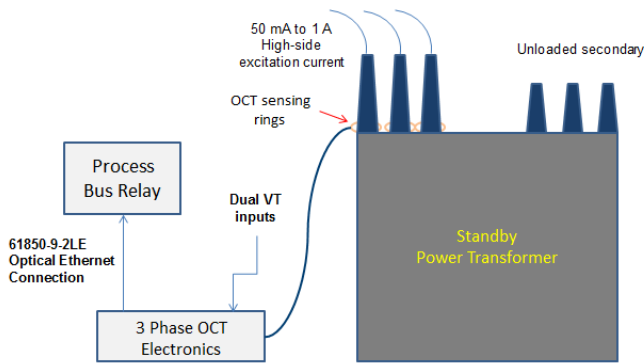 50 mA to 1 A
High-side
excitation current
Unloaded secondary
OCT sensing
rings
Process
Bus Relay
Dual VT
inputs
61850-9-2LE
Optical Ethernet
Connection
Standby
Power Transformer
3 Phase OCT
Electronics